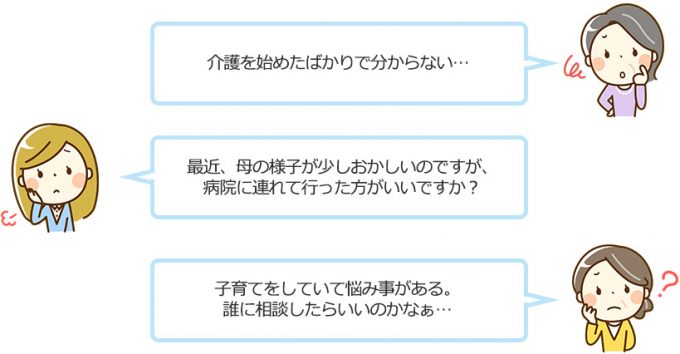 介護を始めたばかりで分からない…
最近、母の様子が少しおかしいのですが、
病院に連れて行った方がいいですか？
子育てをしていて悩み事がある。
誰に相談したらいいのかなぁ…